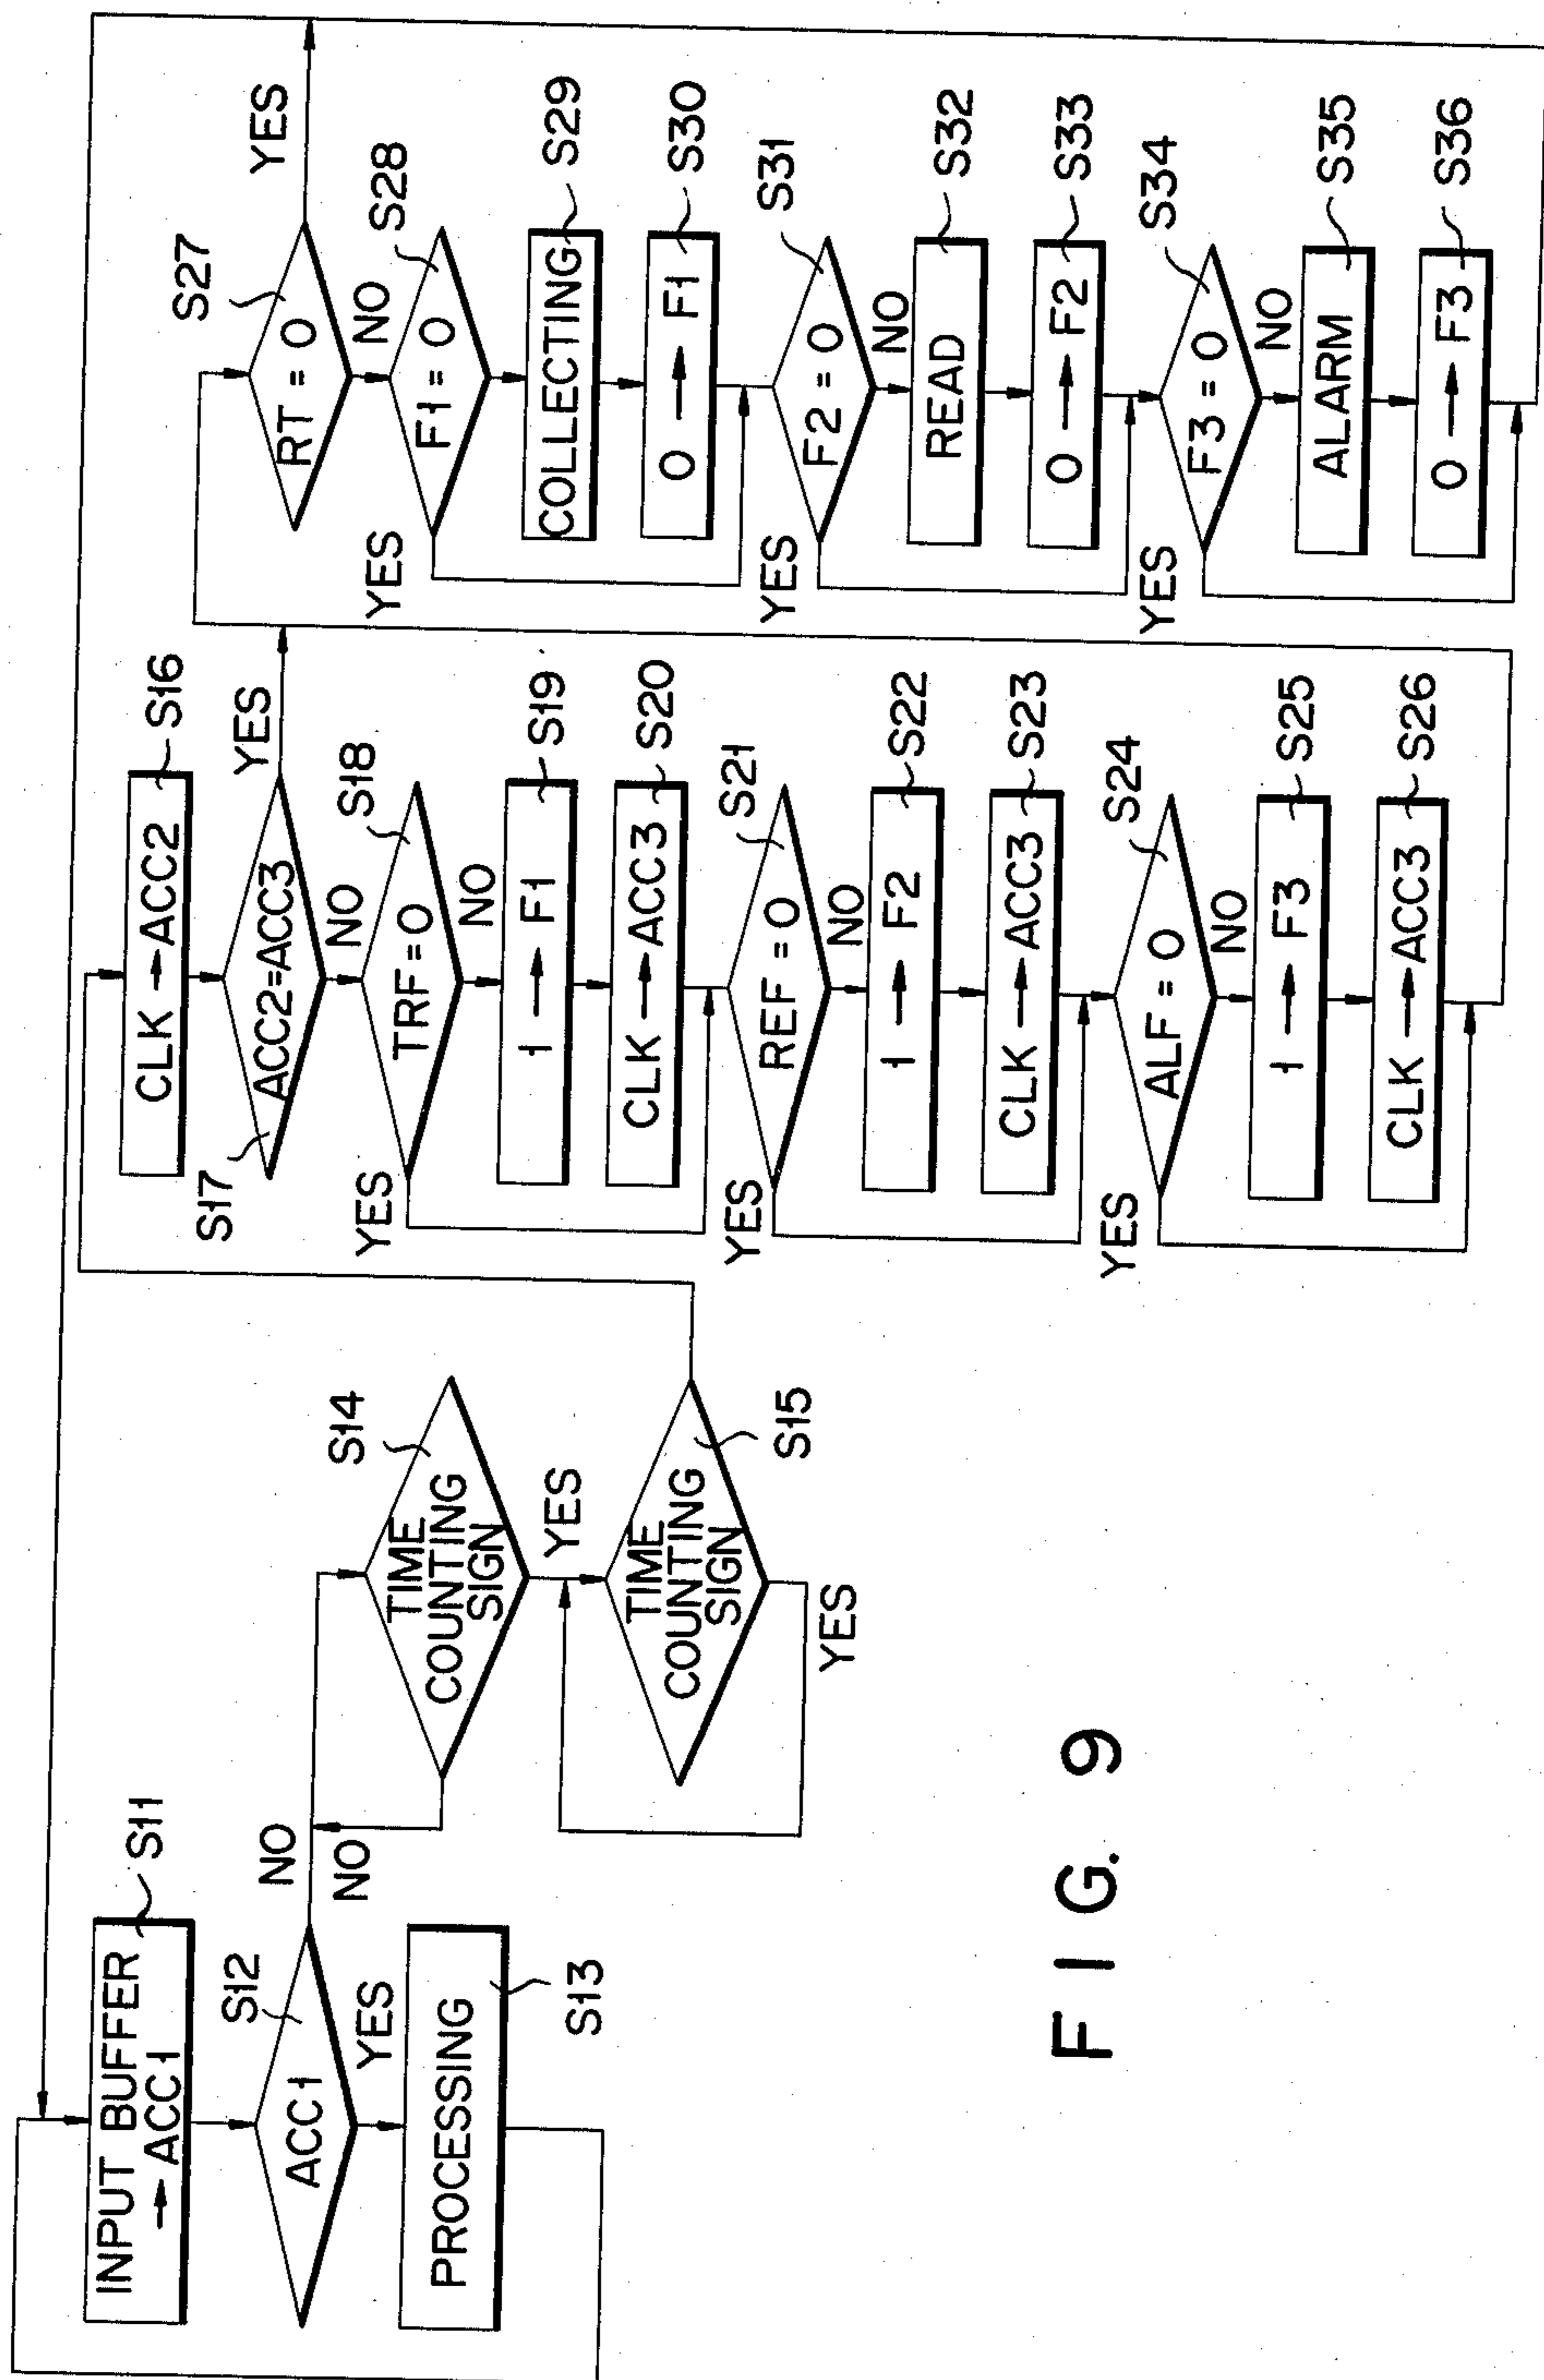 INPUT BUFFER
→ ACC1
S11
ACC1
S12
NO
NO
YES
PROCESSING
S13
TIME
COUNTING
SIGN
S14
YES
TIME
COUNTING
SIGN
S15
YES
CLK → ACC2
S16
ACC2=ACC3
S17
YES
NO
TRF=0
S18
YES
NO
1 → F1
S19
CLK → ACC3
S20
REF=0
S21
YES
NO
1 → F2
S22
CLK → ACC3
S23
ALF=0
S24
YES
NO
1 → F3
S25
CLK → ACC3
S26
RT=0
S27
YES
NO
F1=0
S28
YES
COLLECTING
S29
0 → F1
S30
F2=0
S31
YES
NO
READ
S32
0 → F2
S33
F3=0
S34
YES
NO
ALARM
S35
0 → F3
S36
FIG. 9